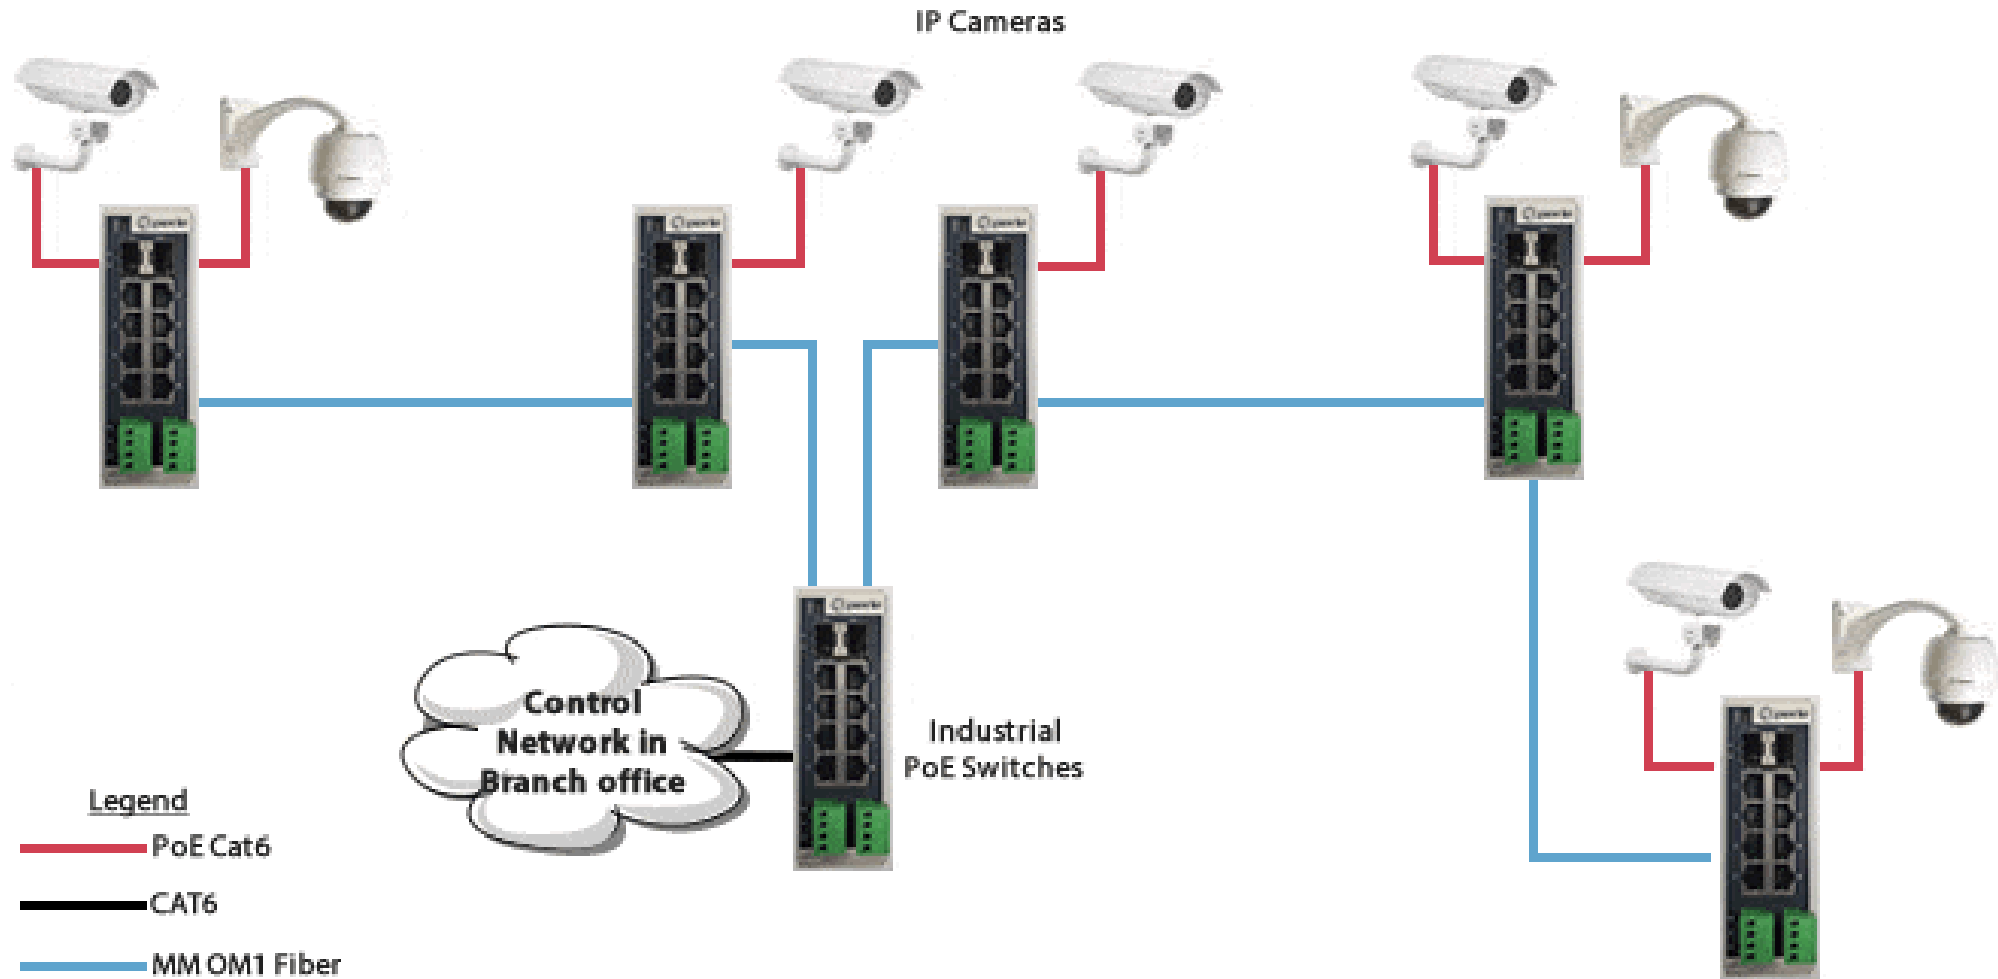 IP Cameras
Control
Network in
Branch office
Industrial
PoE Switches
Legend
PoE Cat6
CAT6
MM OM1 Fiber